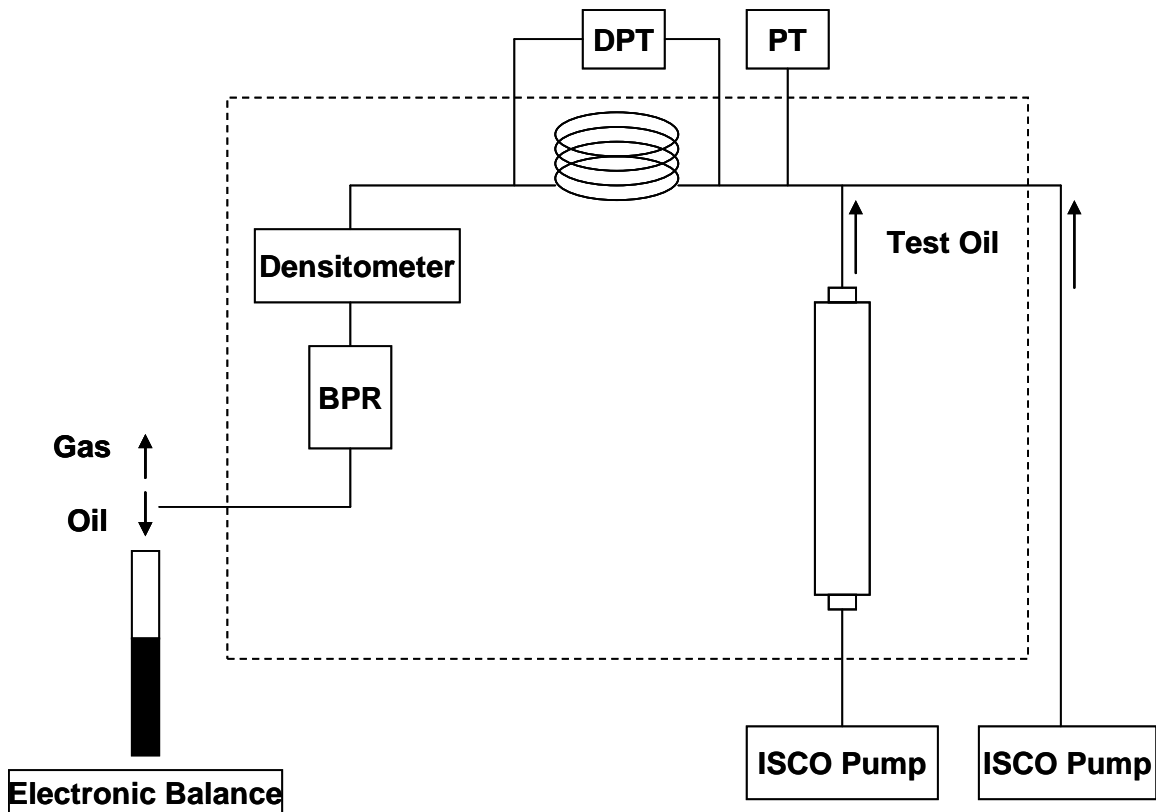 DPT
PT
Test Oil
Densitometer
BPR
Gas
Oil
ISCO Pump
ISCO Pump
Electronic Balance